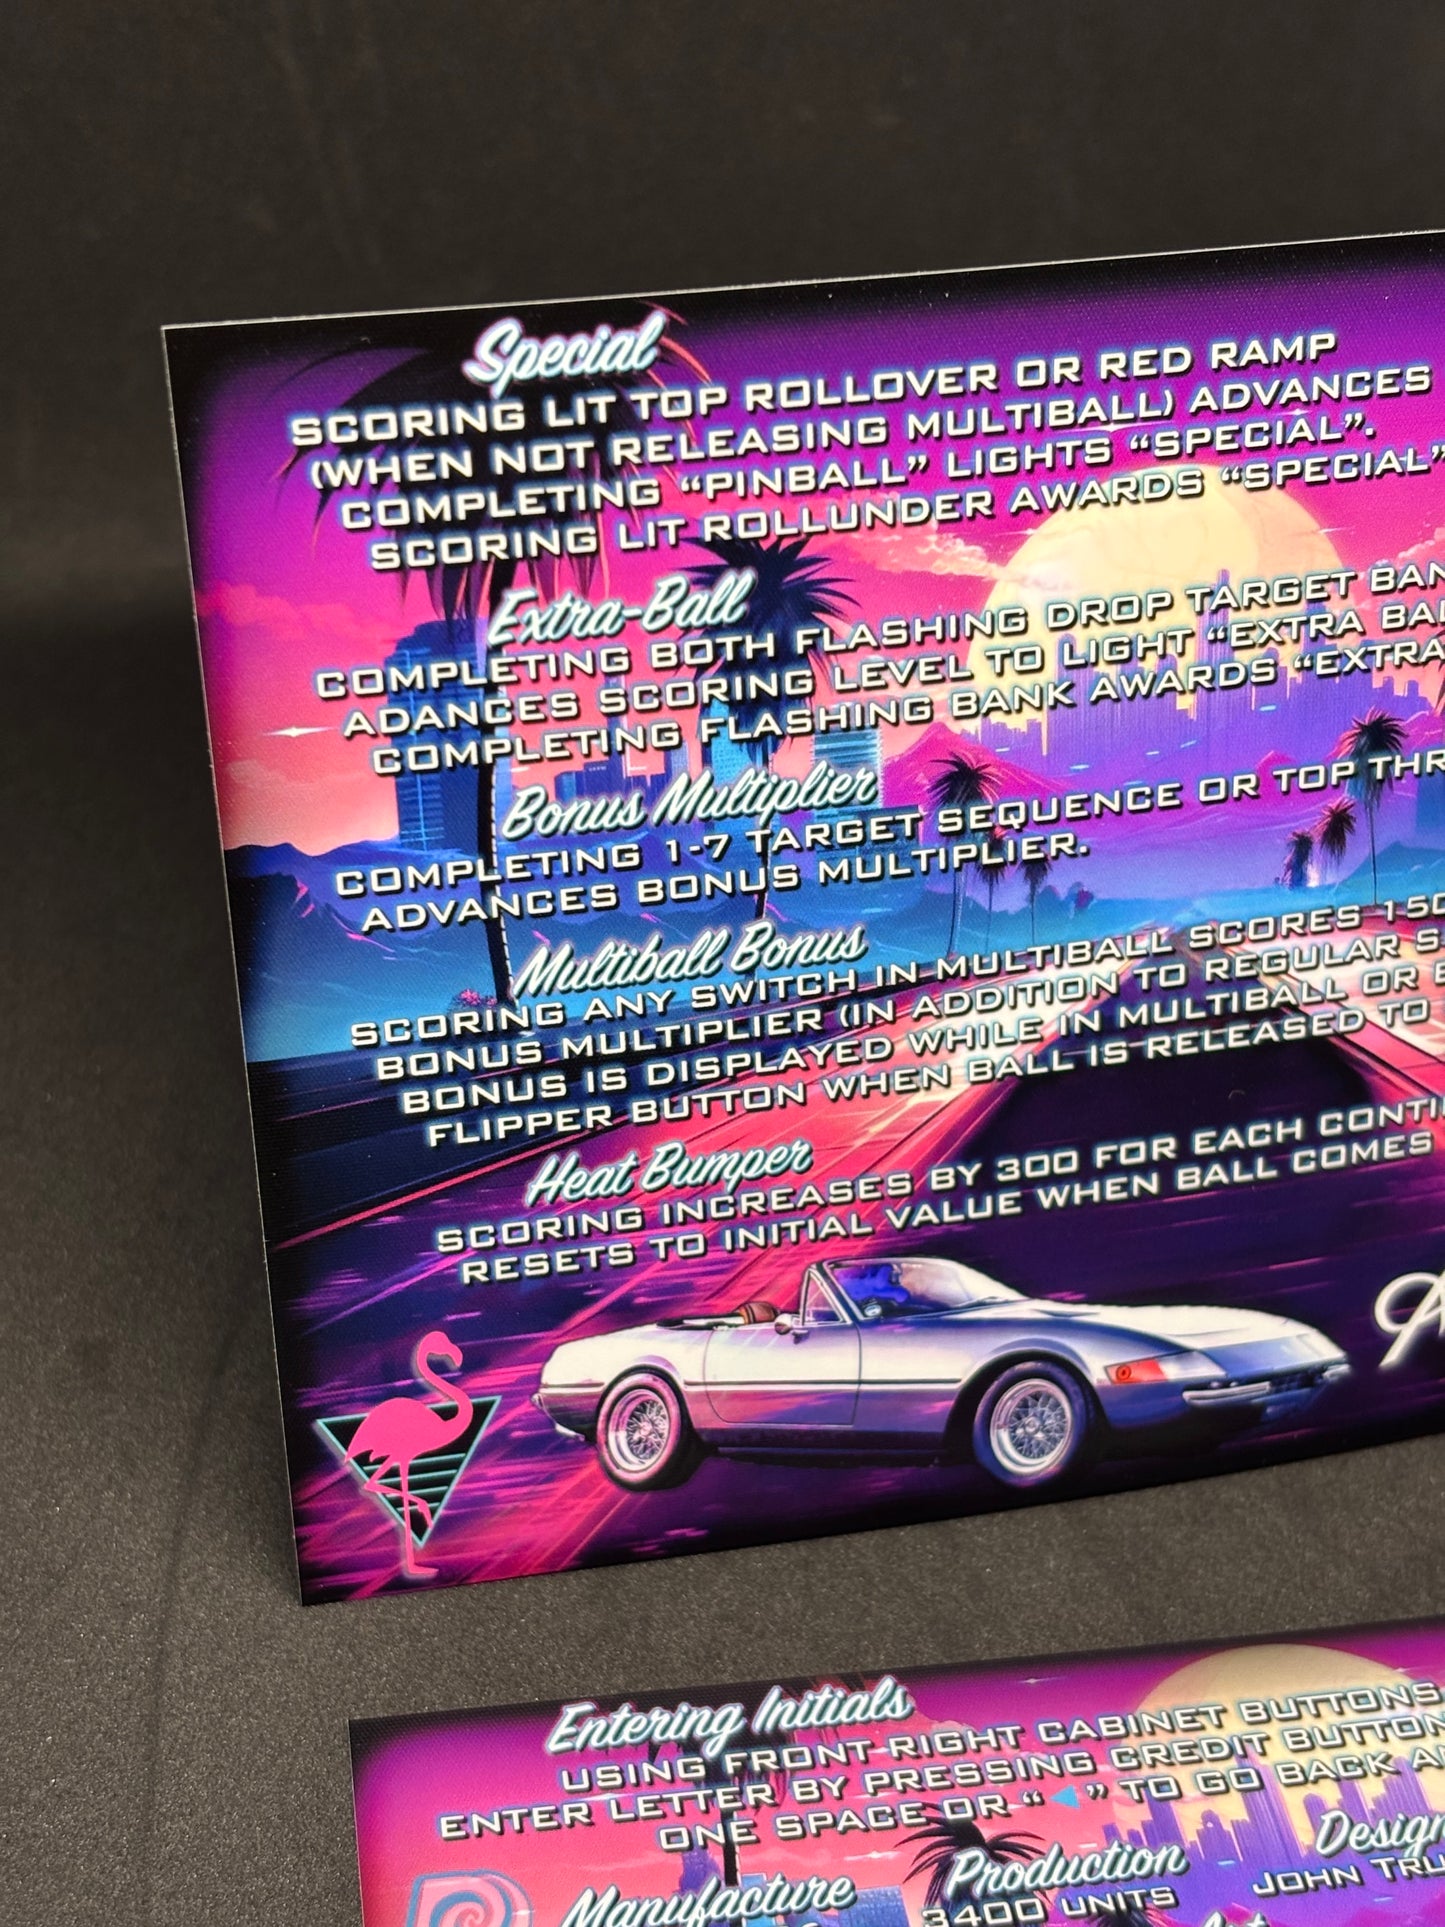 Special
SCORING LIT TOP ROLLOVER OR RED RAMP
(WHEN NOT RELEASING MULTIBALL) ADVANCES
COMPLETING “PINBALL” LIGHTS “SPECIAL”.
SCORING LIT ROLLUNDER AWARDS “SPECIAL”
Extra-Ball
COMPLETING BOTH FLASHING DROP TARGET
ADANCES SCORING LEVEL TO LIGHT “EXTRA
COMPLETING FLASHING BANK AWARDS “EXTRA
Bonus Multiplier
COMPLETING 1-7 TARGET SEQUENCE OR TOP
ADVANCES BONUS MULTIPLIER.
Multiball Bonus
SCORING ANY SWITCH IN MULTIBALL SCORES
BONUS MULTIPLIER (IN ADDITION TO REGULAR
BONUS IS DISPLAYED WHILE IN MULTIBALL OR
FLIPPER BUTTON WHEN BALL IS RELEASED TO
Heat Bumper
SCORING INCREASES BY 300 FOR EACH
RESETS TO INITIAL VALUE WHEN BALL COMES
Entering Initials
USING FRONT-RIGHT CABINET BUTTONS
ENTER LETTER BY PRESSING CREDIT BUTTON
ONE SPACE OR “◄” TO GO BACK
Manufacture
Production
3400 UNITS
JOHN